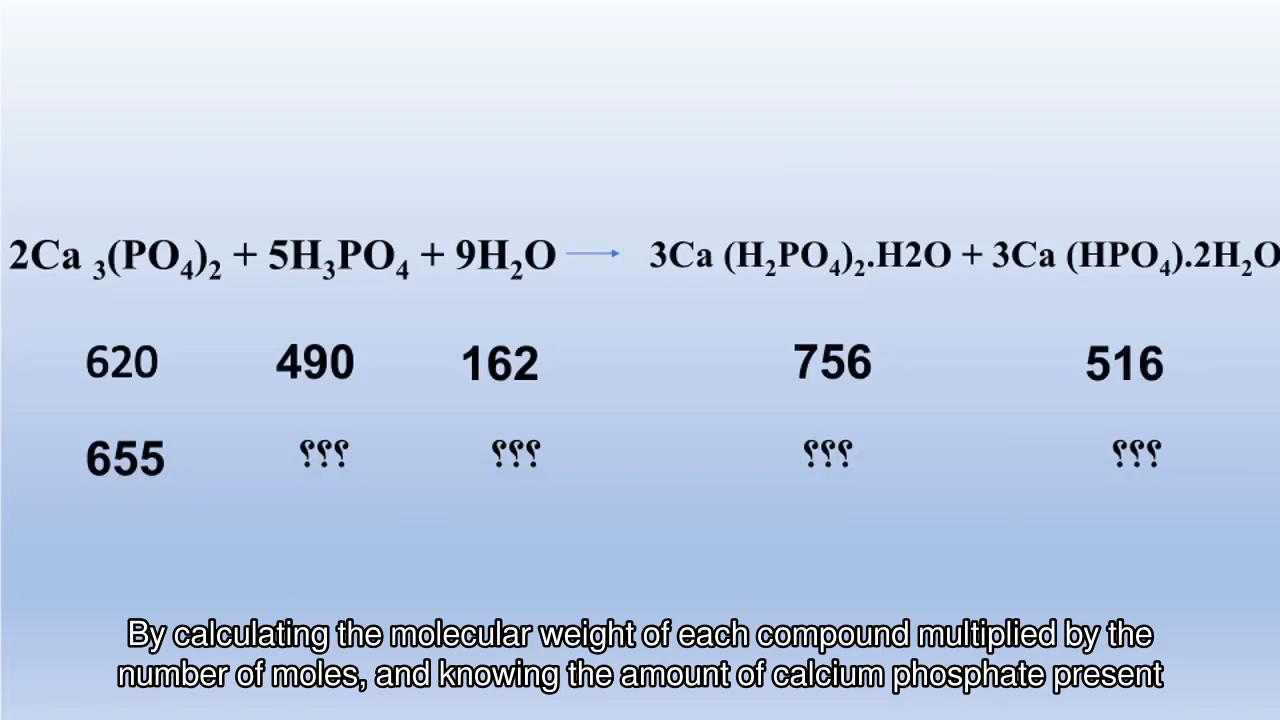 2Ca ₃(PO₄)₂ + 5H₃PO₄ + 9H₂O → 3Ca (H₂PO₄)₂.H2O + 3Ca (HPO₄).2H₂O
620 490 162 756 516
655 ؟؟؟ ؟؟؟ ؟؟؟ ؟؟؟
By calculating the molecular weight of each compound multiplied by the
number of moles, and knowing the amount of calcium phosphate present